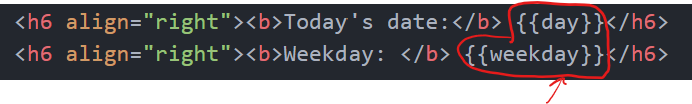 <h6 align="right"><b>Today's date:</b> {{day}}</h6>
<h6 align="right"><b>Weekday: </b> {{weekday}}</h6>